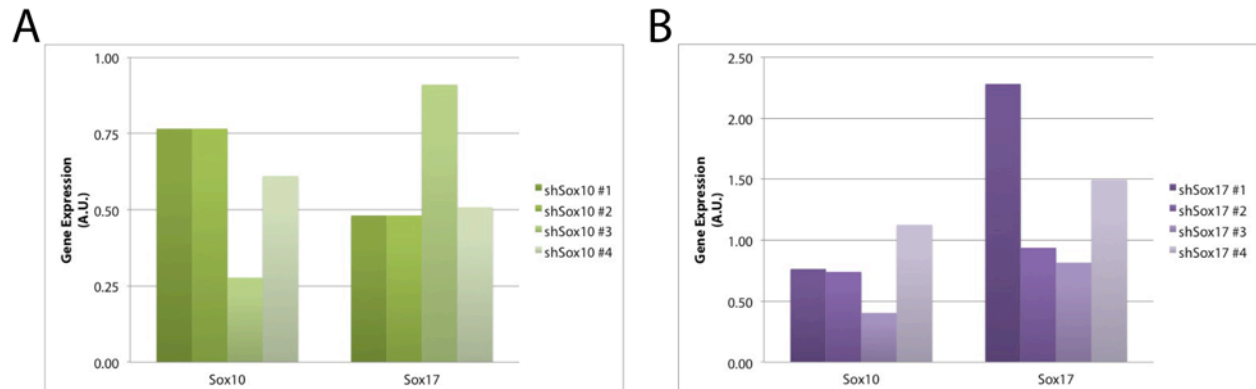 A
1.00
0.75
0.50
0.25
0.00
Gene Expression
(A.U.)
Sox10
Sox17
shSox10 #1
shSox10 #2
shSox10 #3
shSox10 #4
B
2.50
2.00
1.50
1.00
0.50
0.00
Gene Expression
(A.U.)
Sox10
Sox17
shSox17 #1
shSox17 #2
shSox17 #3
shSox17 #4